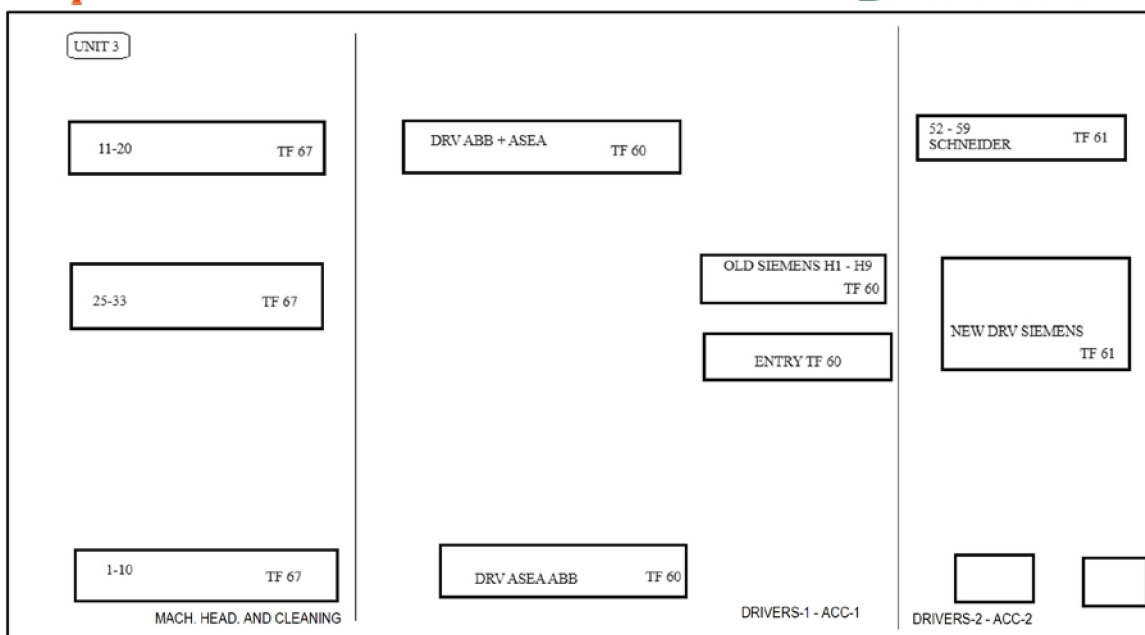 UNIT 3
11-20 TF 67
DRV ABB + ASEA TF 60
52 - 59
SCHNEIDER TF 61
OLD SIEMENS H1 - H9
TF 60
25-33 TF 67
NEW DRV SIEMENS
TF 61
ENTRY TF 60
1-10 TF 67
DRV ASEA ABB TF 60
MACH. HEAD. AND CLEANING
DRIVERS-1 - ACC-1
DRIVERS-2 - ACC-2